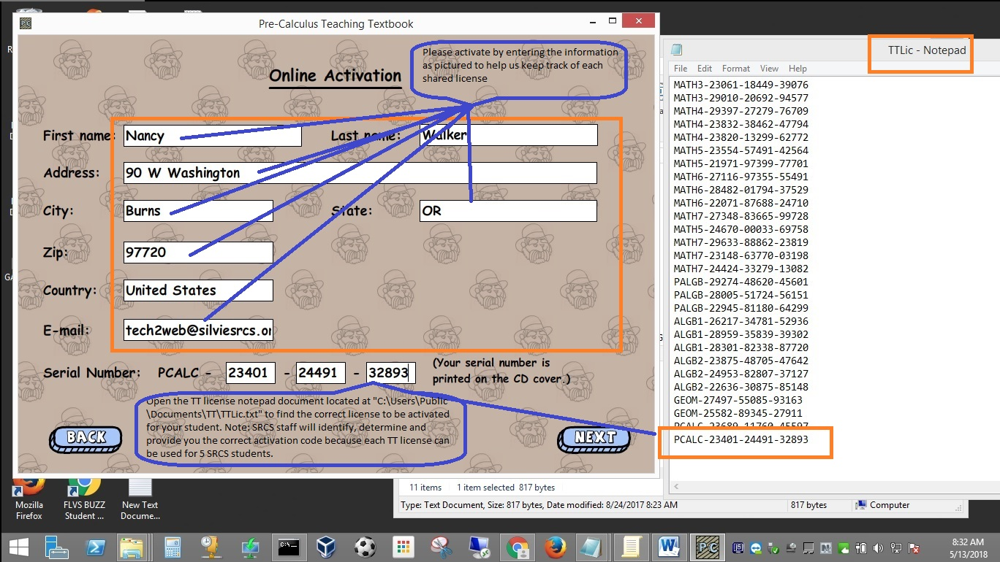 Pre-Calculus Teaching Textbook
Online Activation
Please activate by entering the information
as pictured to help us keep track of each
shared license
First name: Nancy Last name: Walker
Address: 90 W Washington
City: Burns State: OR
Zip: 97720
Country: United States
E-mail: tech2web@silviesrcs.or
Serial Number: PCALC - 23401 - 24491 - 32893 (Your serial number is
printed on the CD cover.)
Open the TT license notepad document located at "C:\Users\Public
\Documents\TT\TTLic.txt" to find the correct license to be activated
for your student. Note: SRCS staff will identify, determine and
provide you the correct activation code because each TT license can
be used for 5 SRCS students.
BACK NEXT
TTLic - Notepad
File Edit Format View Help
MATH3-23061-18449-39076
MATH3-29010-20692-94577
MATH4-29397-27279-76709
MATH4-23832-38462-47794
MATH4-23820-13299-62772
MATH5-23554-57491-42564
MATH5-21971-97399-77701
MATH6-27116-97355-55491
MATH6-28482-01794-37529
MATH6-22071-87688-24710
MATH7-27348-83665-99728
MATH5-24670-00033-69758
MATH7-29633-88862-23819
MATH7-23148-63770-03198
MATH7-24424-33279-13082
PALGB-29274-48620-45601
PALGB-28005-51724-56151
PALGB-22945-81180-64299
ALGB1-26217-34781-52936
ALGB1-28959-35839-39302
ALGB1-28301-82338-87720
ALGB2-23875-48705-47642
ALGB2-24953-82807-37127
ALGB2-22636-30875-85148
GEOM-27497-55085-93163
GEOM-25582-89345-27911
PCALC-23689-11760-45597
PCALC-23401-24491-32893
11 items 1 item selected 817 bytes
Type: Text Document, Size: 817 bytes, Date modified: 8/24/2017 8:23 AM 817 bytes Computer
Mozilla
Firefox
FLVS BUZZ
Student ...
New Text
Docume...
8:32 AM
5/13/2018